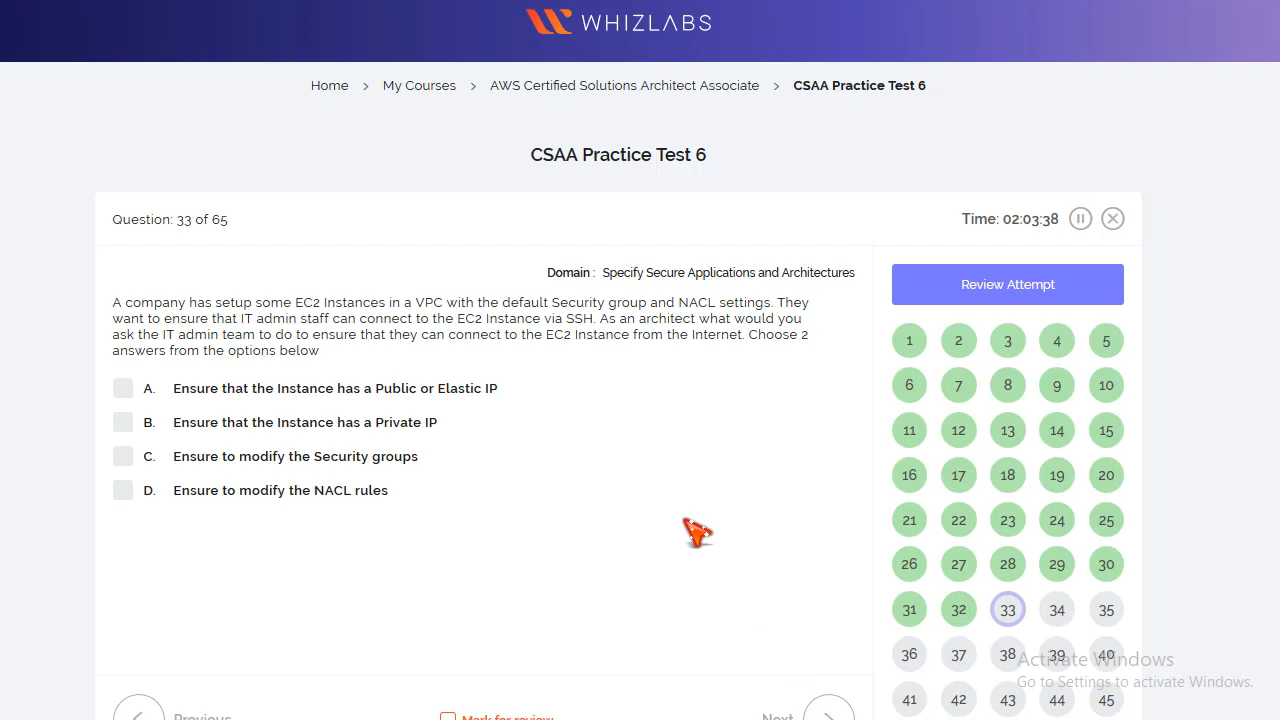 WHIZLABS
Home > My Courses > AWS Certified Solutions Architect Associate > CSAA Practice Test 6
CSAA Practice Test 6
Question: 33 of 65
Time: 02:03:38
Domain : Specify Secure Applications and Architectures
A company has setup some EC2 Instances in a VPC with the default Security group and NACL settings. They
want to ensure that IT admin staff can connect to the EC2 Instance via SSH. As an architect what would you
ask the IT admin team to do to ensure that they can connect to the EC2 Instance from the Internet. Choose 2
answers from the options below
A. Ensure that the Instance has a Public or Elastic IP
B. Ensure that the Instance has a Private IP
C. Ensure to modify the Security groups
D. Ensure to modify the NACL rules
Previous
Mark for review
Next
Review Attempt
1 2 3 4 5
6 7 8 9 10
11 12 13 14 15
16 17 18 19 20
21 22 23 24 25
26 27 28 29 30
31 32 33 34 35
36 37 38 39 40
41 42 43 44 45
Activate Windows
Go to Settings to activate Windows.